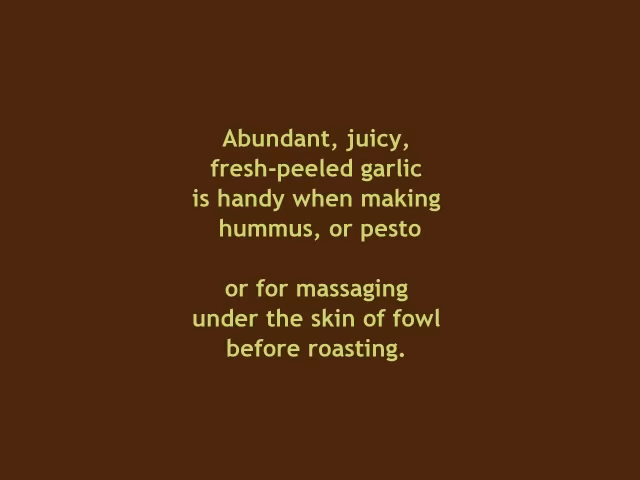 Abundant, juicy,
fresh-peeled garlic
is handy when making
hummus, or pesto
or for massaging
under the skin of fowl
before roasting.